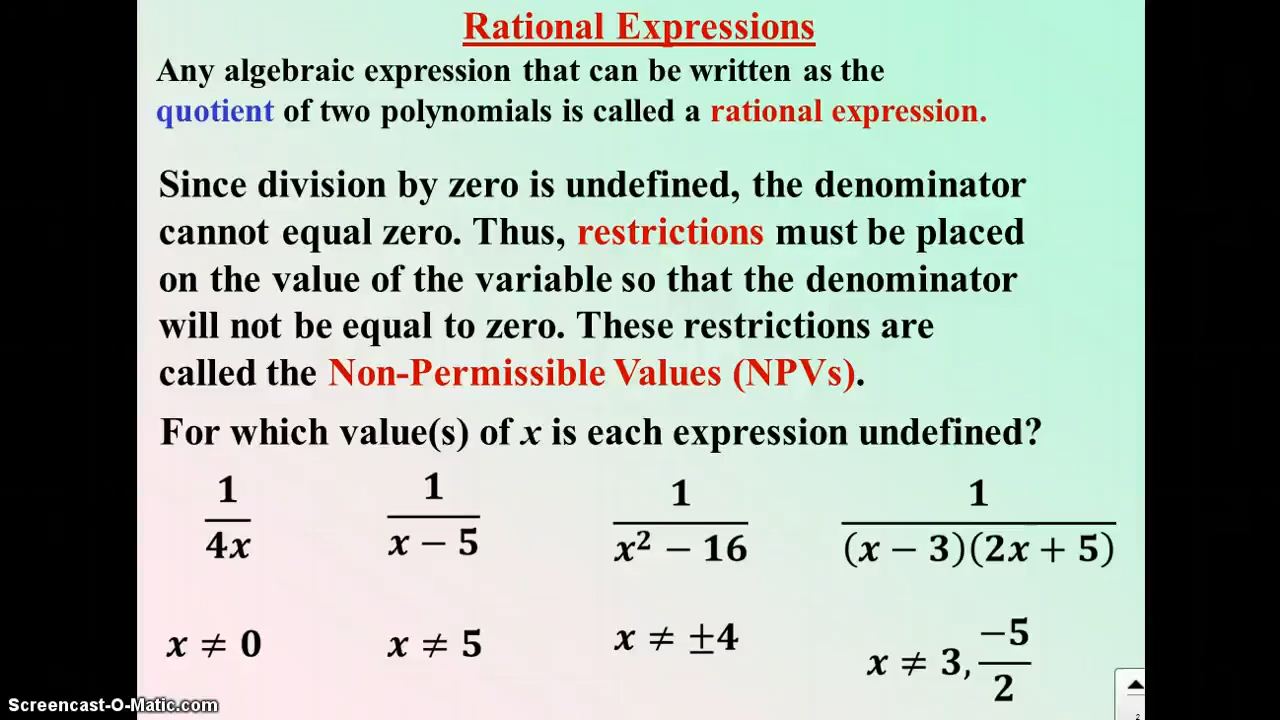 Rational Expressions
Any algebraic expression that can be written as the
quotient of two polynomials is called a rational expression.
Since division by zero is undefined, the denominator
cannot equal zero. Thus, restrictions must be placed
on the value of the variable so that the denominator
will not be equal to zero. These restrictions are
called the Non-Permissible Values (NPVs).
For which value(s) of x is each expression undefined?
1/4x 1/x − 5 1/x² − 16 1/(x − 3)(2x + 5)
x ≠ 0 x ≠ 5 x ≠ ±4 x ≠ 3, −5/2
Screencast-O-Matic.com
2